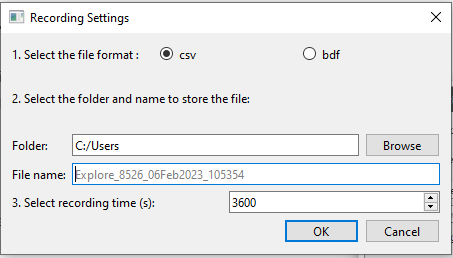 Recording Settings
1. Select the file format : csv bdf
2. Select the folder and name to store the file:
Folder: C:/Users Browse
File name: Explore_8526_06Feb2023_105354
3. Select recording time (s): 3600
OK Cancel